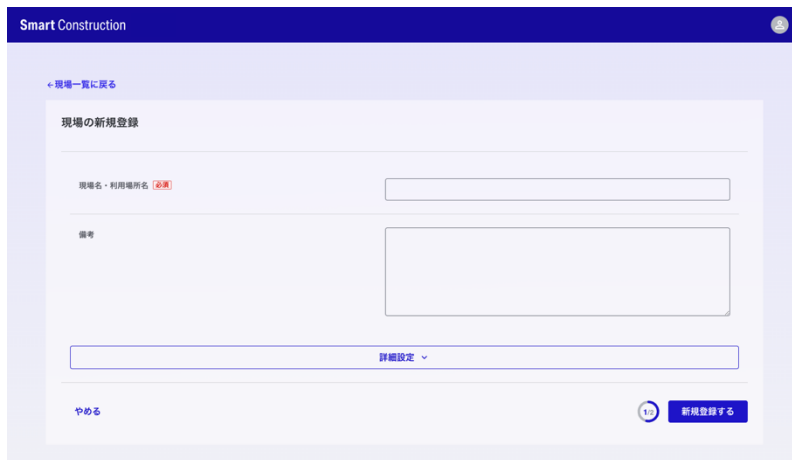 Smart Construction
←現場一覧に戻る
現場の新規登録
現場名・利用場所名 必須
備考
詳細設定
やめる
1/2 新規登録する